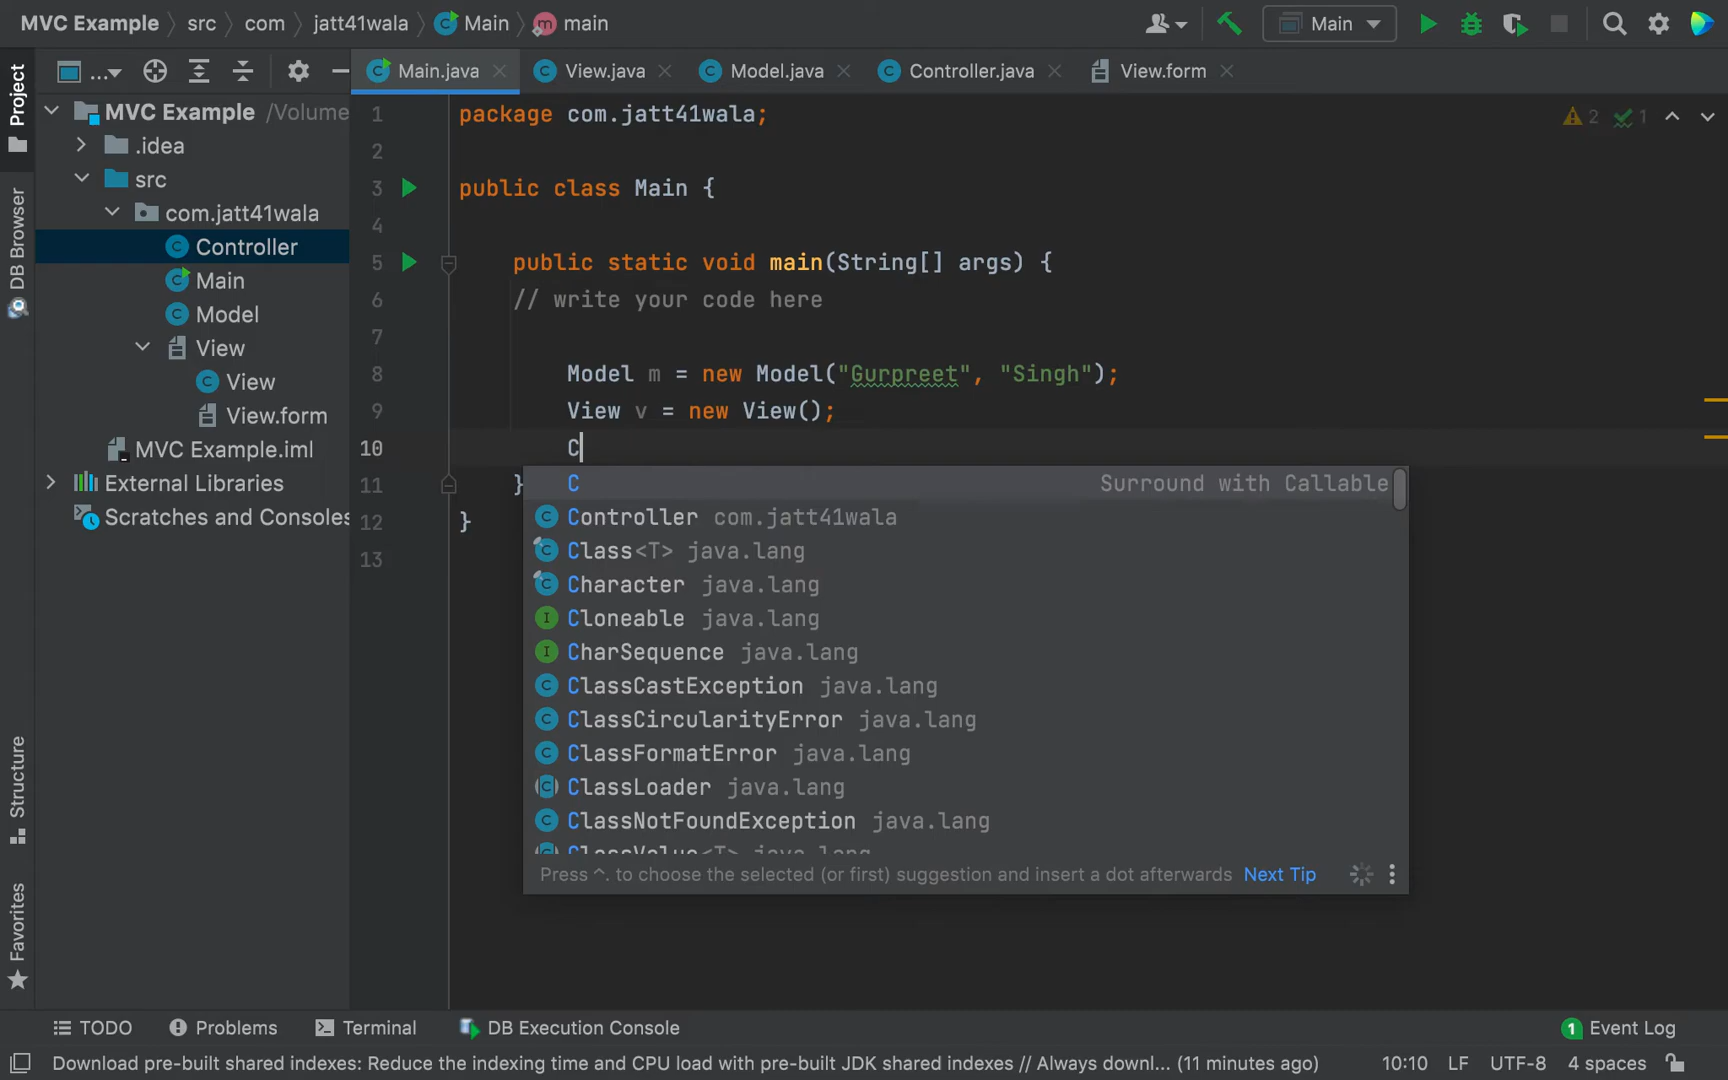 MVC Example src com jatt41wala Main main
Main
Project
DB Browser
Structure
Favorites
...
Main.java View.java Model.java Controller.java View.form
MVC Example /Volume
.idea
src
com.jatt41wala
Controller
Main
Model
View
View
View.form
MVC Example.iml
External Libraries
Scratches and Consoles
2 1
1 package com.jatt41wala;
2
3 public class Main {
4
5 public static void main(String[] args) {
6 // write your code here
7
8 Model m = new Model("Gurpreet", "Singh");
9 View v = new View();
10 C
11 }
12 }
13
C Surround with Callable
Controller com.jatt41wala
Class<T> java.lang
Character java.lang
Cloneable java.lang
CharSequence java.lang
ClassCastException java.lang
ClassCircularityError java.lang
ClassFormatError java.lang
ClassLoader java.lang
ClassNotFoundException java.lang
ClassValue<T> java.lang
Press ^. to choose the selected (or first) suggestion and insert a dot afterwards Next Tip
TODO Problems Terminal DB Execution Console 1 Event Log
Download pre-built shared indexes: Reduce the indexing time and CPU load with pre-built JDK shared indexes // Always downl... (11 minutes ago) 10:10 LF UTF-8 4 spaces